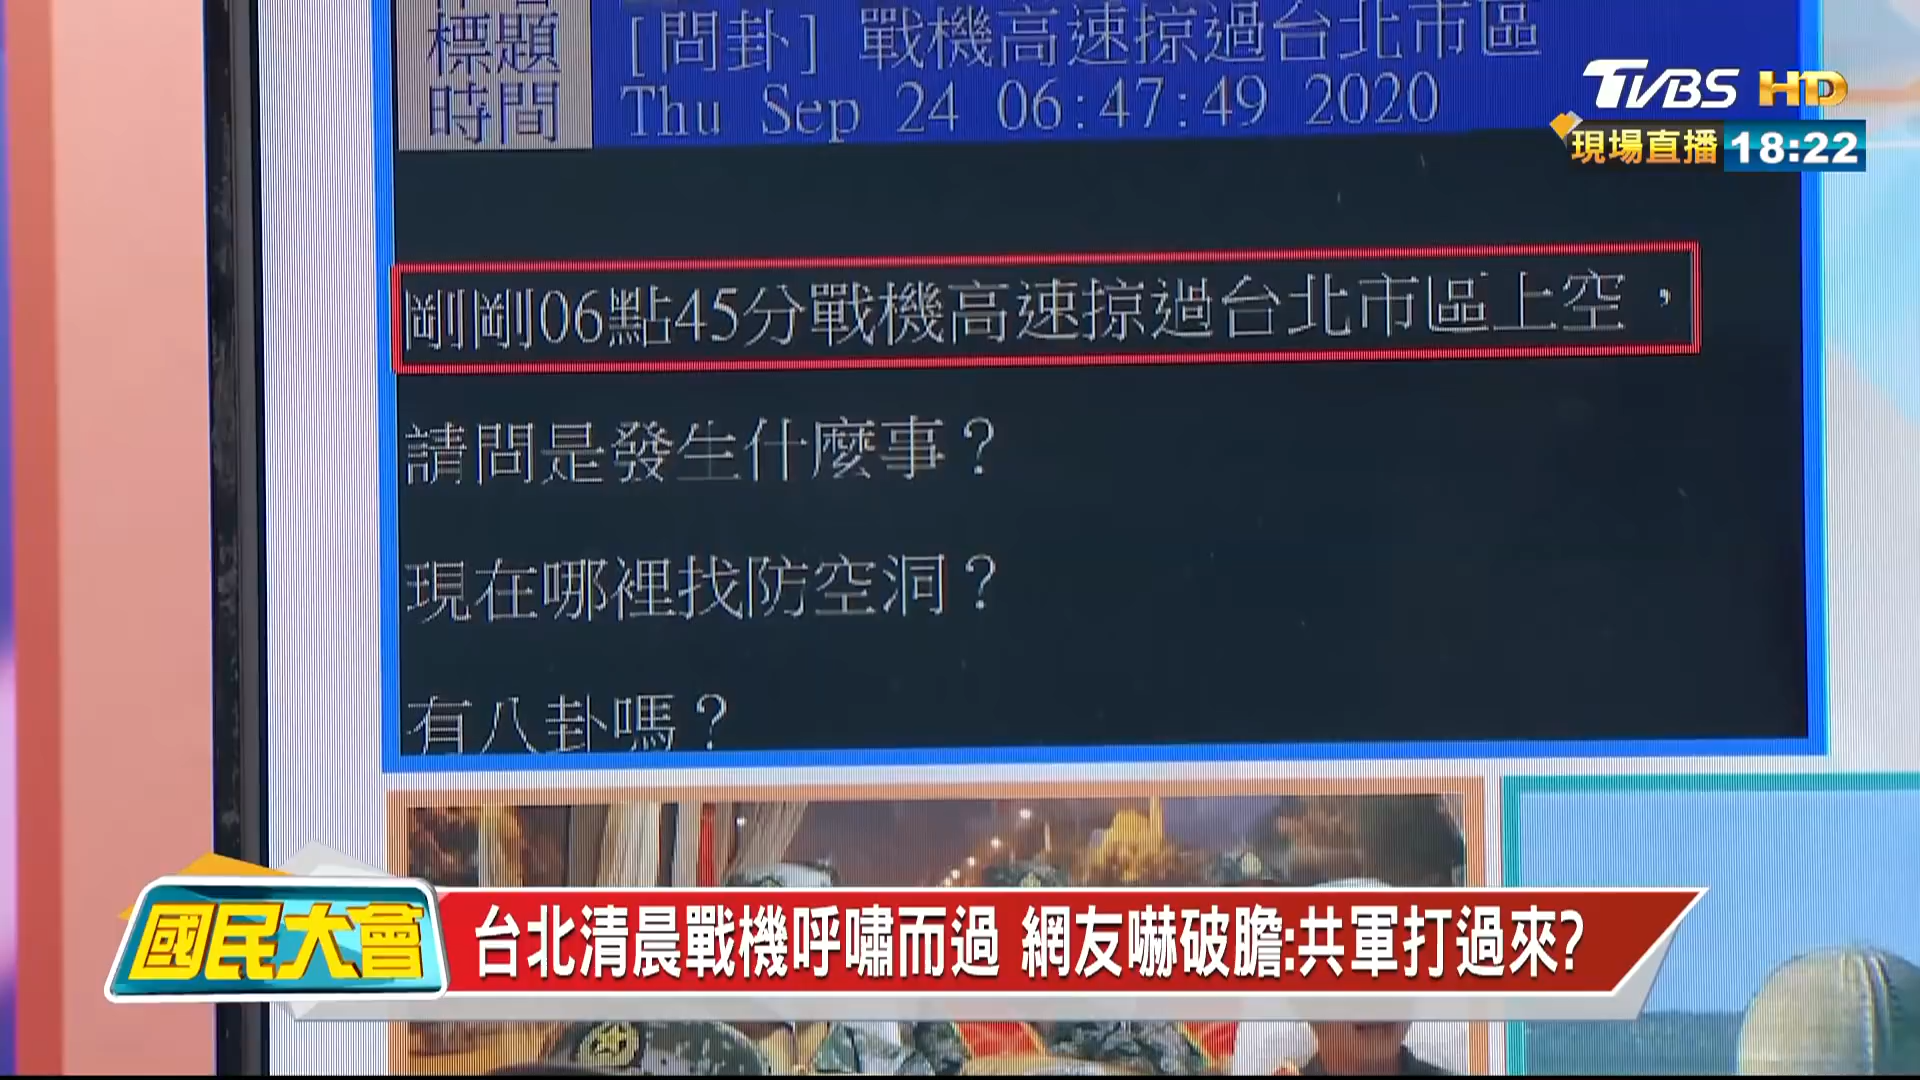 標題 [問卦] 戰機高速掠過台北市區
時間 Thu Sep 24 06:47:49 2020
TVBS HD
現場直播 18:22
剛剛06點45分戰機高速掠過台北市區上空，
請問是發生什麼事？
現在哪裡找防空洞？
有八卦嗎？
國民大會
台北清晨戰機呼嘯而過 網友嚇破膽:共軍打過來?